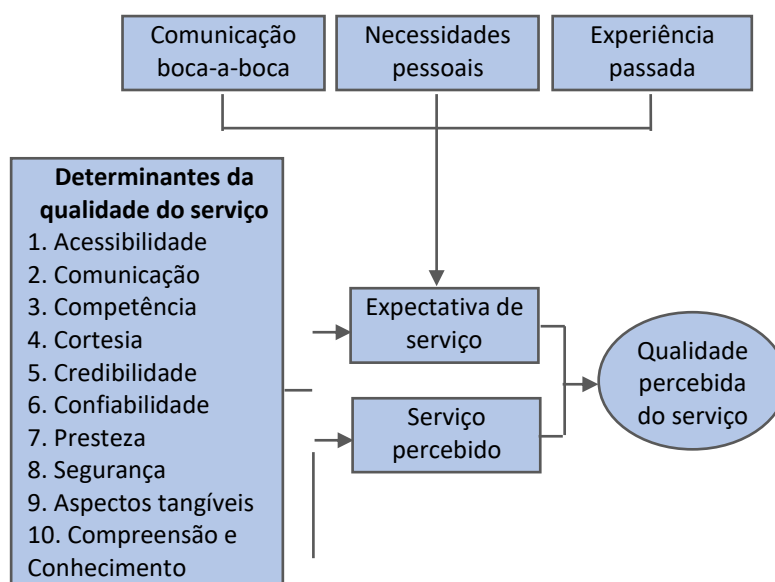 Comunicação
boca-a-boca
Necessidades
pessoais
Experiência
passada
Determinantes da
qualidade do serviço
1. Acessibilidade
2. Comunicação
3. Competência
4. Cortesia
5. Credibilidade
6. Confiabilidade
7. Presteza
8. Segurança
9. Aspectos tangíveis
10. Compreensão e
Conhecimento
Expectativa de
serviço
Serviço
percebido
Qualidade
percebida
do serviço